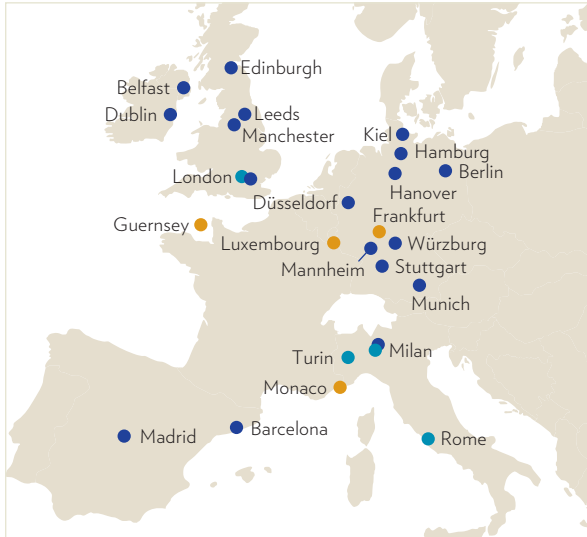 Edinburgh
Belfast
Dublin
Leeds
Manchester
Kiel
Hamburg
Berlin
Hanover
London
Düsseldorf
Frankfurt
Guernsey
Luxembourg
Würzburg
Mannheim
Stuttgart
Munich
Turin
Milan
Monaco
Madrid
Barcelona
Rome